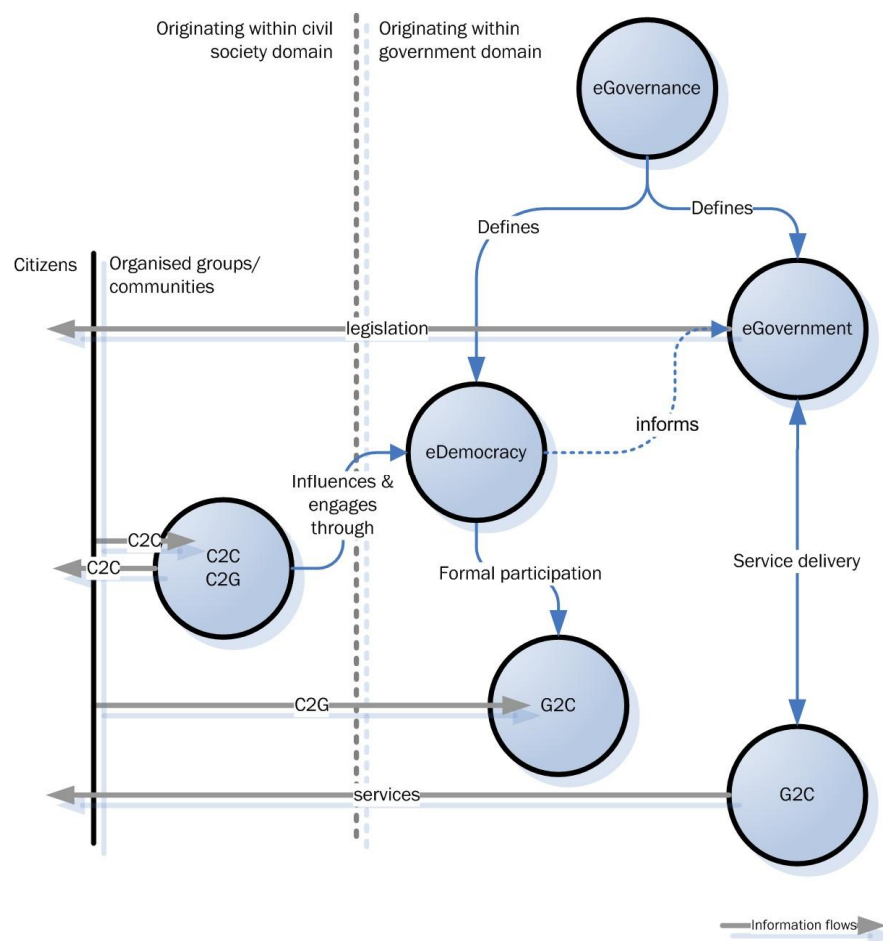 Originating within civil
society domain
Originating within
government domain
eGovernance
Defines
Defines
Citizens
Organised groups/
communities
legislation
eGovernment
informs
eDemocracy
Influences &
engages
through
C2C
C2C
C2C
C2G
Service delivery
Formal participation
C2G
G2C
services
G2C
Information flows